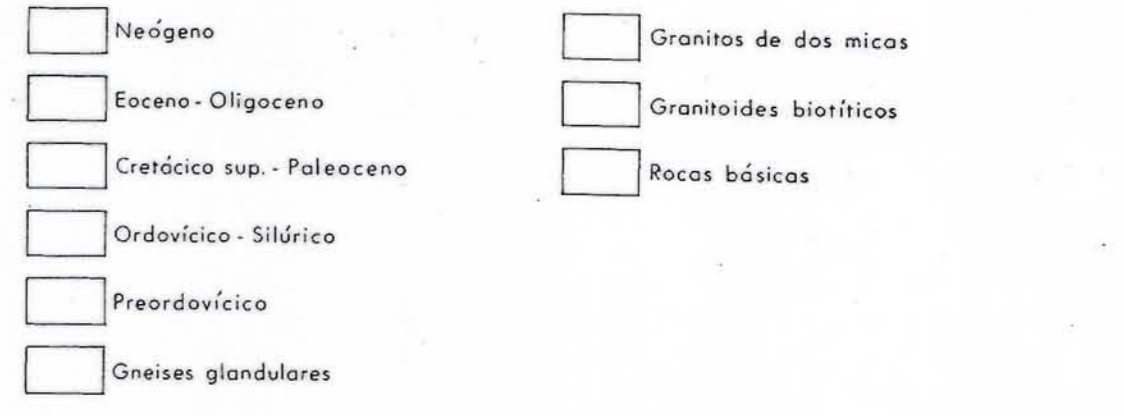 Neógeno
Eoceno - Oligoceno
Cretácico sup. - Paleoceno
Ordovícico - Silúrico
Preordovícico
Gneises glandulares
Granitos de dos micas
Granitoides biotíticos
Rocas básicas